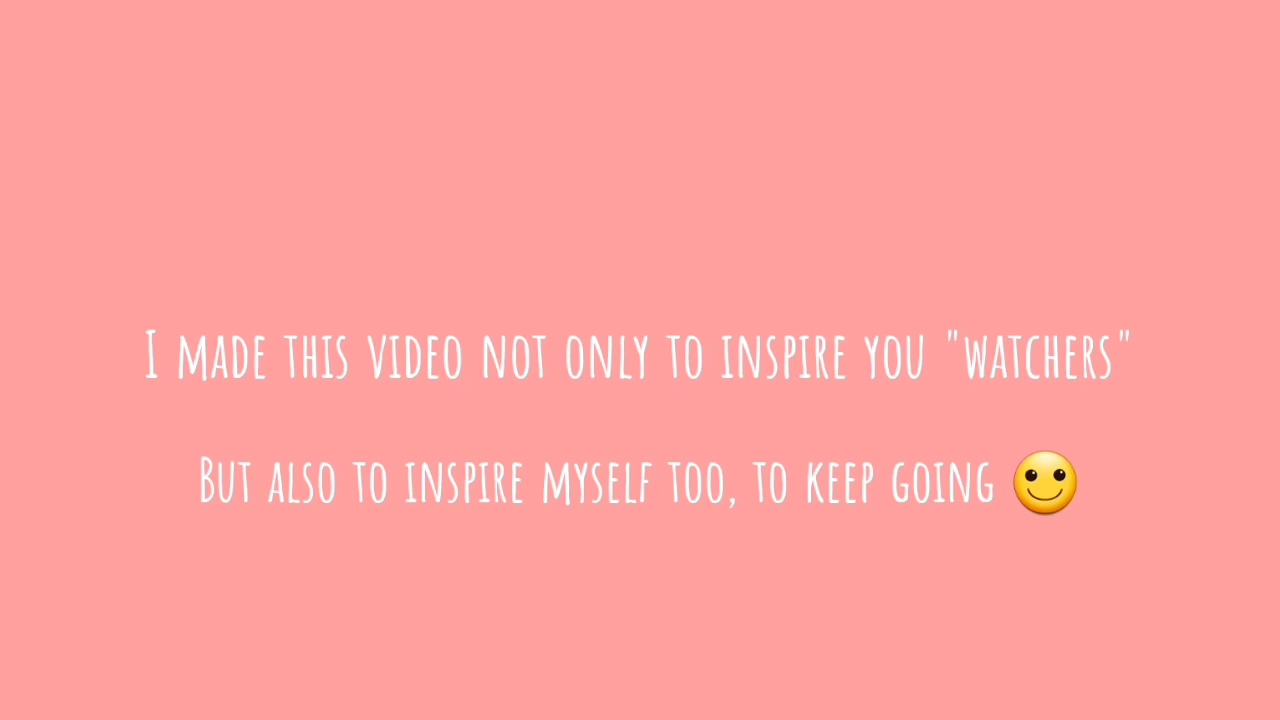 I made this video not only to inspire you "watchers"
But also to inspire myself too, to keep going 🙂